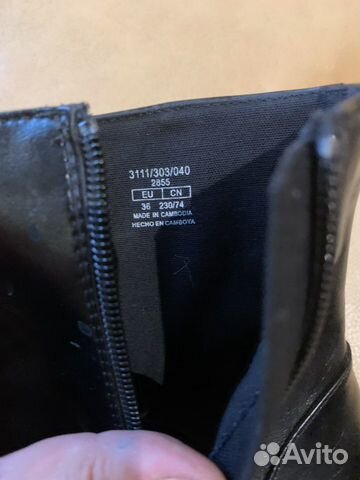 3111/303/040
2855
EU CN
36 230/74
MADE IN CAMBODIA
HECHO EN CAMBOYA
Avito